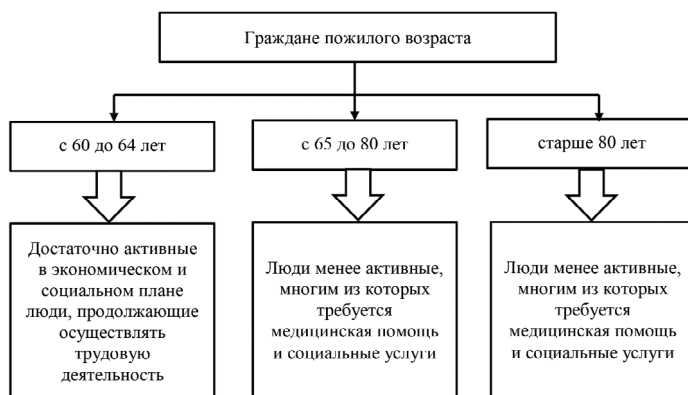 Граждане пожилого возраста
с 60 до 64 лет
с 65 до 80 лет
старше 80 лет
Достаточно активные
в экономическом и
социальном плане
люди, продолжающие
осуществлять
трудовую
деятельность
Люди менее активные,
многим из которых
требуется
медицинская помощь
и социальные услуги
Люди менее активные,
многим из которых
требуется
медицинская помощь
и социальные услуги